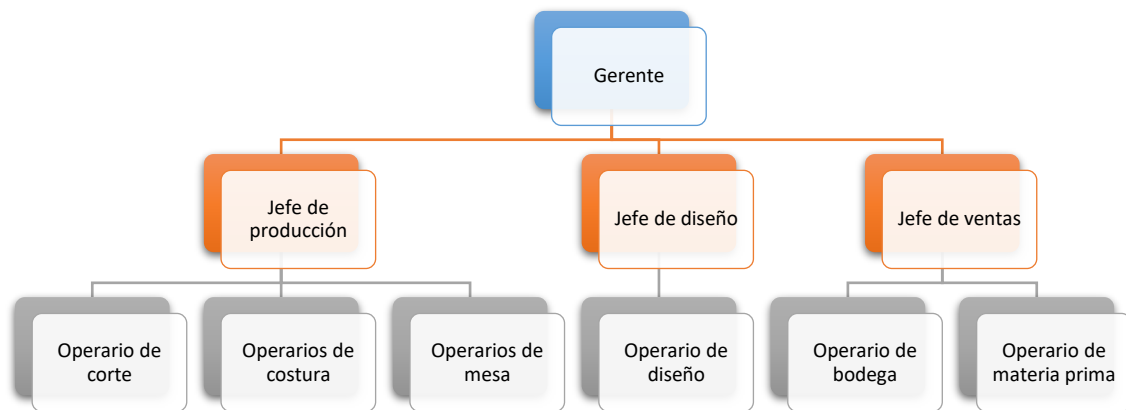 Gerente
Jefe de
producción
Jefe de diseño
Jefe de ventas
Operario de
corte
Operarios de
costura
Operarios de
mesa
Operario de
diseño
Operario de
bodega
Operario de
materia prima